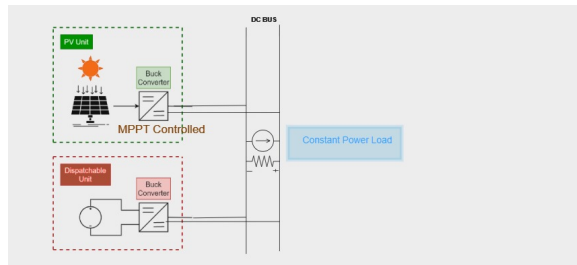 DC BUS
PV Unit
Buck
Converter
MPPT Controlled
Constant Power Load
Dispatchable
Unit
Buck
Converter